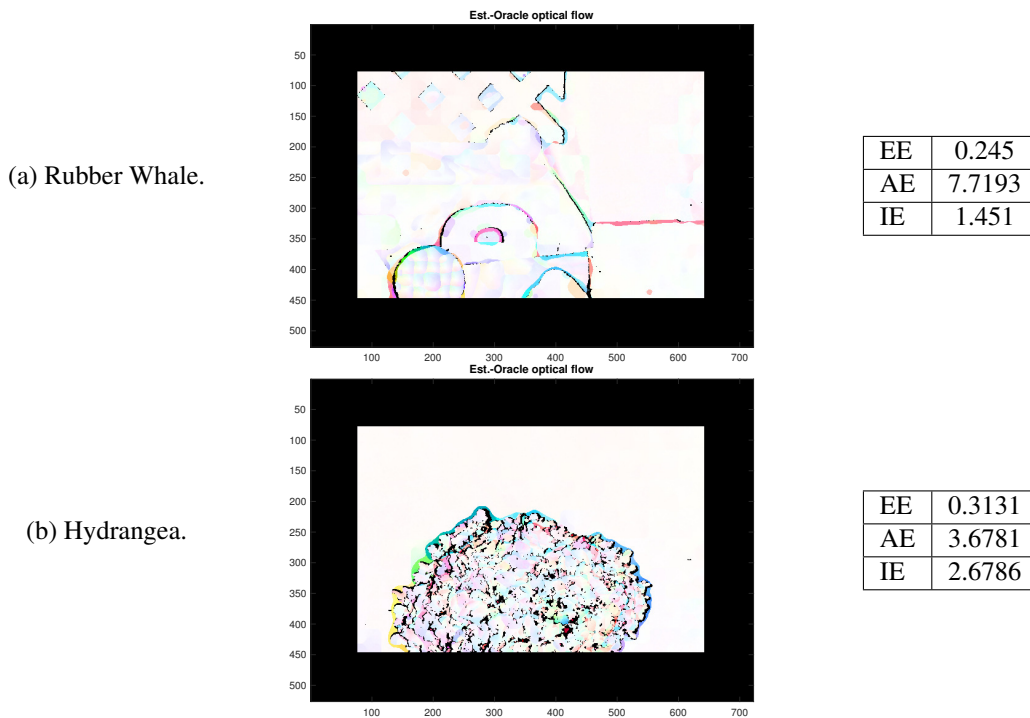 Est.-Oracle optical flow
50
100
150
200
250
300
350
400
450
500
100 200 300 400 500 600 700
(a) Rubber Whale.
EE 0.245
AE 7.7193
IE 1.451
Est.-Oracle optical flow
50
100
150
200
250
300
350
400
450
500
100 200 300 400 500 600 700
(b) Hydrangea.
EE 0.3131
AE 3.6781
IE 2.6786